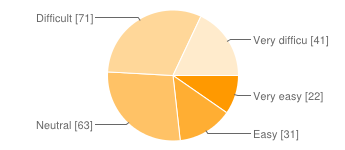 Difficult [71]
Very difficu [41]
Very easy [22]
Neutral [63]
Easy [31]